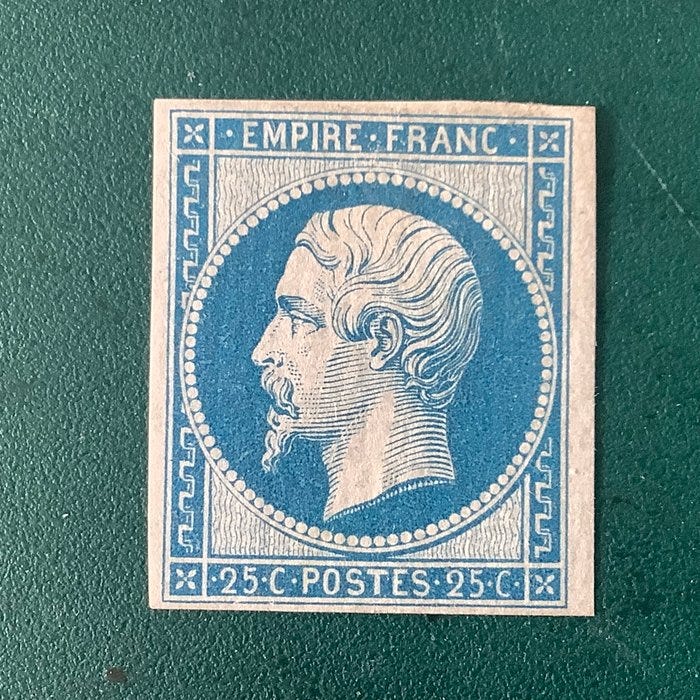 · EMPIRE · FRANC ·
· 25 · C · POSTES · 25 · C ·